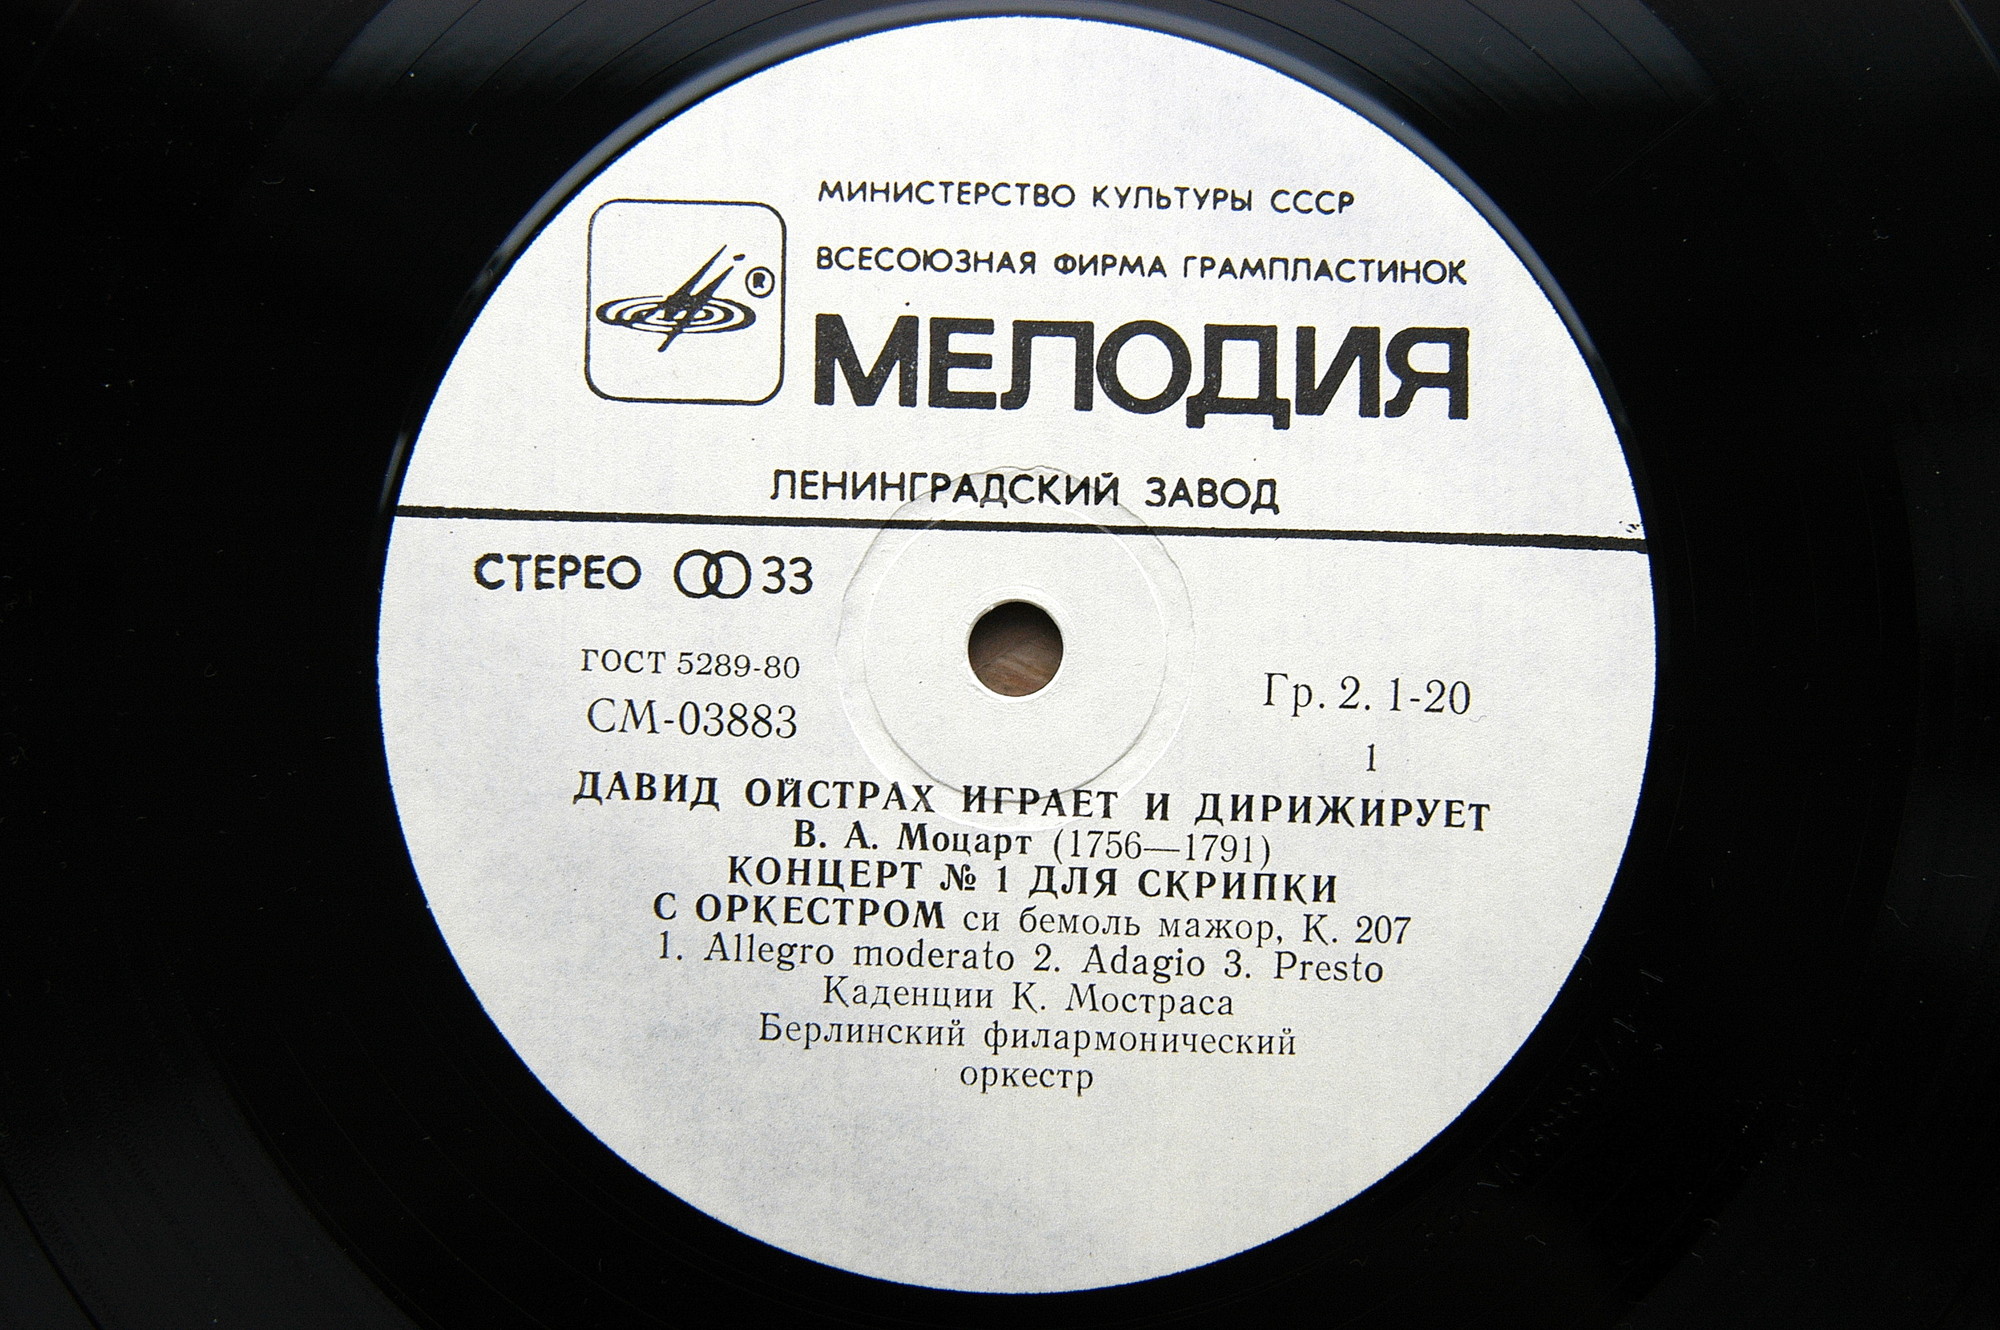 МИНИСТЕРСТВО КУЛЬТУРЫ СССР
ВСЕСОЮЗНАЯ ФИРМА ГРАМПЛАСТИНОК
®
МЕЛОДИЯ
ЛЕНИНГРАДСКИЙ ЗАВОД
СТЕРЕО 33
ГОСТ 5289-80
СМ-03883
Гр. 2. 1-20
1
ДАВИД ОЙСТРАХ ИГРАЕТ И ДИРИЖИРУЕТ
В. А. Моцарт (1756—1791)
КОНЦЕРТ № 1 ДЛЯ СКРИПКИ
С ОРКЕСТРОМ си бемоль мажор, К. 207
1. Allegro moderato 2. Adagio 3. Presto
Каденции К. Мостраса
Берлинский филармонический
оркестр